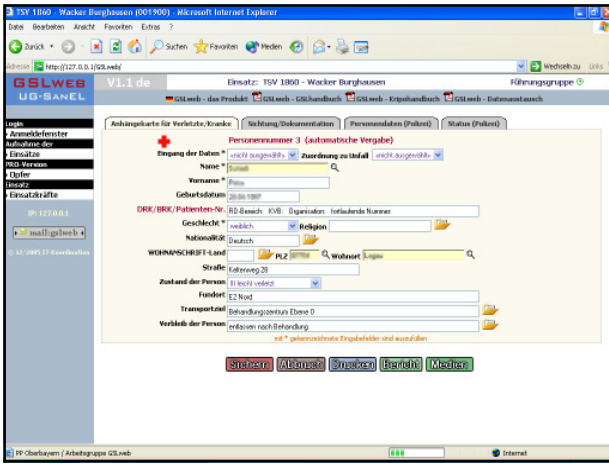 TSV 1860 - Wacker Burghausen (001900) - Microsoft Internet Explorer
Datei Bearbeiten Ansicht Favoriten Extras ?
Zurück Suchen Favoriten Medien
Adresse http://127.0.0.1/GSLweb/ Wechseln zu Links
GSLWEB V1.1 de Einsatz: TSV 1860 - Wacker Burghausen Führungsgruppe
UG-SANEL GSLweb - das Produkt GSLweb - GSLhandbuch GSLweb - Kripohandbuch GSLweb - Datenaustausch
Anhängekarte für Verletzte/Kranke Sichtung/Dokumentation Personendaten (Polizei) Status (Polizei)
Login
Anmeldefenster
Aufnahme der
Einsätze
PRO-Version
Opfer
Einsatz
Einsatzkräfte
IP: 127.0.0.1
mail:gslweb
© 12/2005 IT-Koordination
Personennummer 3 (automatische Vergabe)
Eingang der Daten * <nicht ausgewählt> Zuordnung zu Unfall <nicht ausgewählt>
Name *
Vorname *
Geburtsdatum
DRK/BRK/Patienten-Nr. RD-Bereich: KVB: Organisation: fortlaufende Nummer:
Geschlecht * weiblich Religion
Nationalität Deutsch
WOHNANSCHRIFT-Land PLZ Wohnort
Straße Keltenweg 28
Zustand der Person III leicht verletzt
Fundort E2 Nord
Transportziel Behandlungszentrum Ebene 0
Verbleib der Person entlassen nach Behandlung
mit * gekennzeichnete Eingabefelder sind auszufüllen
Sichern Abbruch Drucken Bericht Medien
PP Oberbayern / Arbeitsgruppe GSLweb Internet